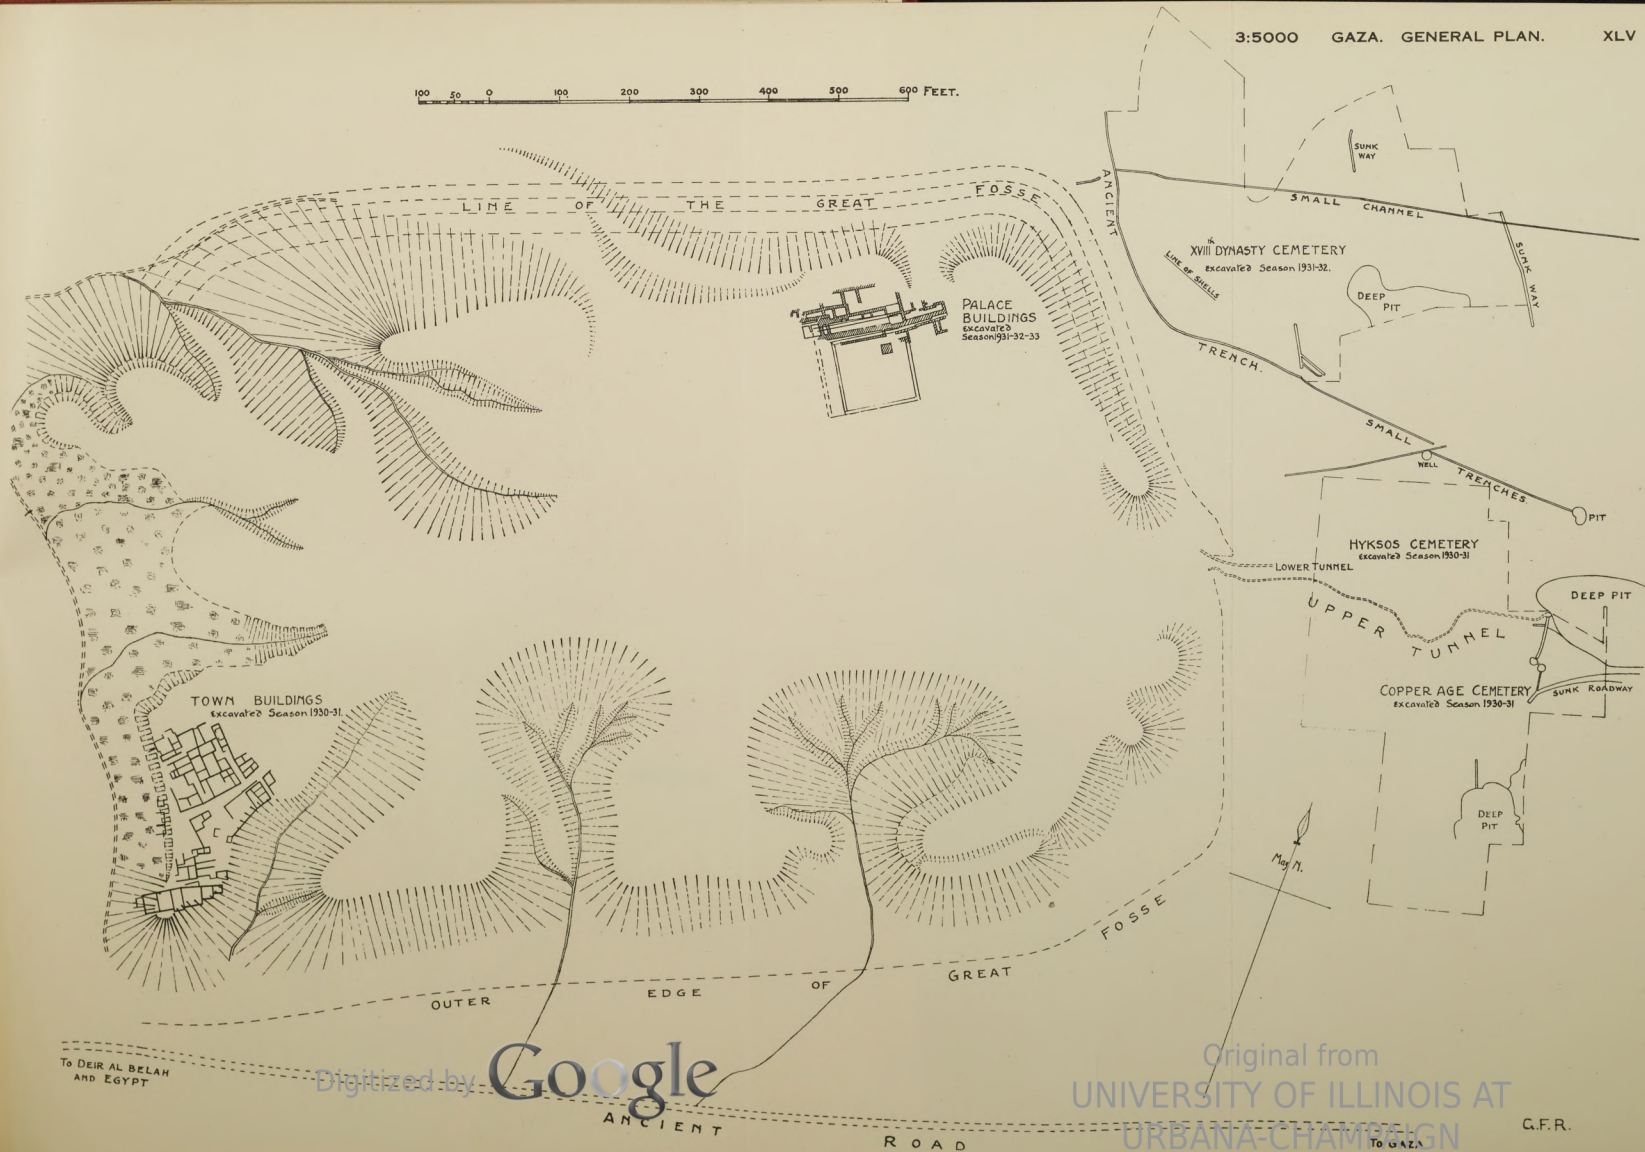 3:5000 GAZA. GENERAL PLAN. XLV
100 50 0 100 200 300 400 500 600 FEET.
SUNK
WAY
ANCIENT
SMALL CHANNEL
LINE OF THE GREAT FOSSE
XVIIIth DYNASTY CEMETERY
Excavated Season 1931-32.
LINE OF SHELLS
SUNK WAY
DEEP
PIT
PALACE
BUILDINGS
Excavated
Season 1931-32-33
TRENCH.
SMALL
WELL
TRENCHES
PIT
HYKSOS CEMETERY
Excavated Season 1930-31
LOWER TUNNEL
UPPER
TUNNEL
DEEP PIT
COPPER AGE CEMETERY
Excavated Season 1930-31
SUNK ROADWAY
TOWN BUILDINGS
Excavated Season 1930-31.
DEEP
PIT
Mag N.
OUTER EDGE OF GREAT FOSSE
To DEIR AL BELAH
AND EGYPT
ANCIENT ROAD
To GAZA
G.F.R.
Digitized by Google
Original from
UNIVERSITY OF ILLINOIS AT
URBANA-CHAMPAIGN